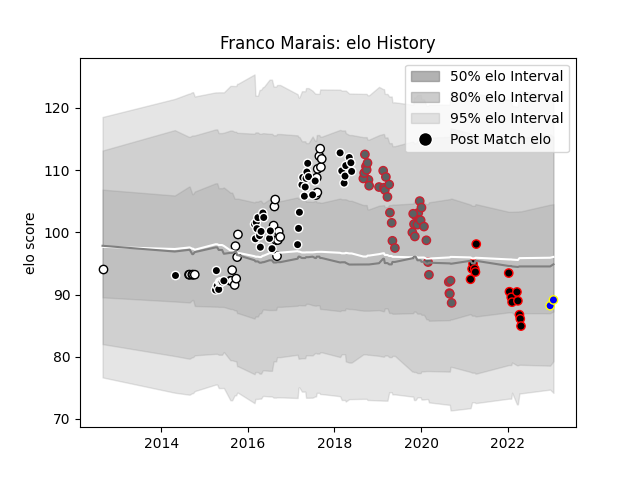 Franco Marais: elo History
50% elo Interval
80% elo Interval
95% elo Interval
Post Match elo
elo score
120
110
100
90
80
70
2014 2016 2018 2020 2022